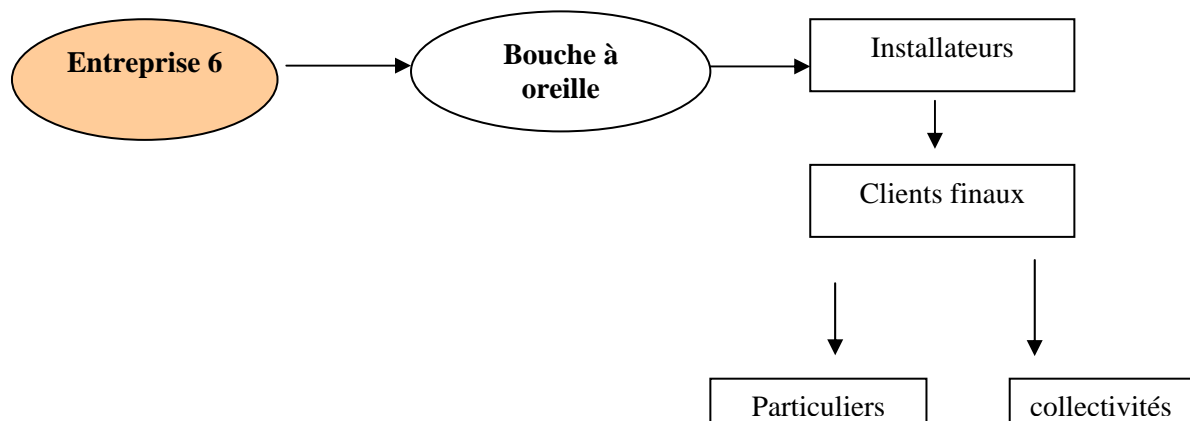 Entreprise 6
Bouche à
oreille
Installateurs
Clients finaux
Particuliers
collectivités